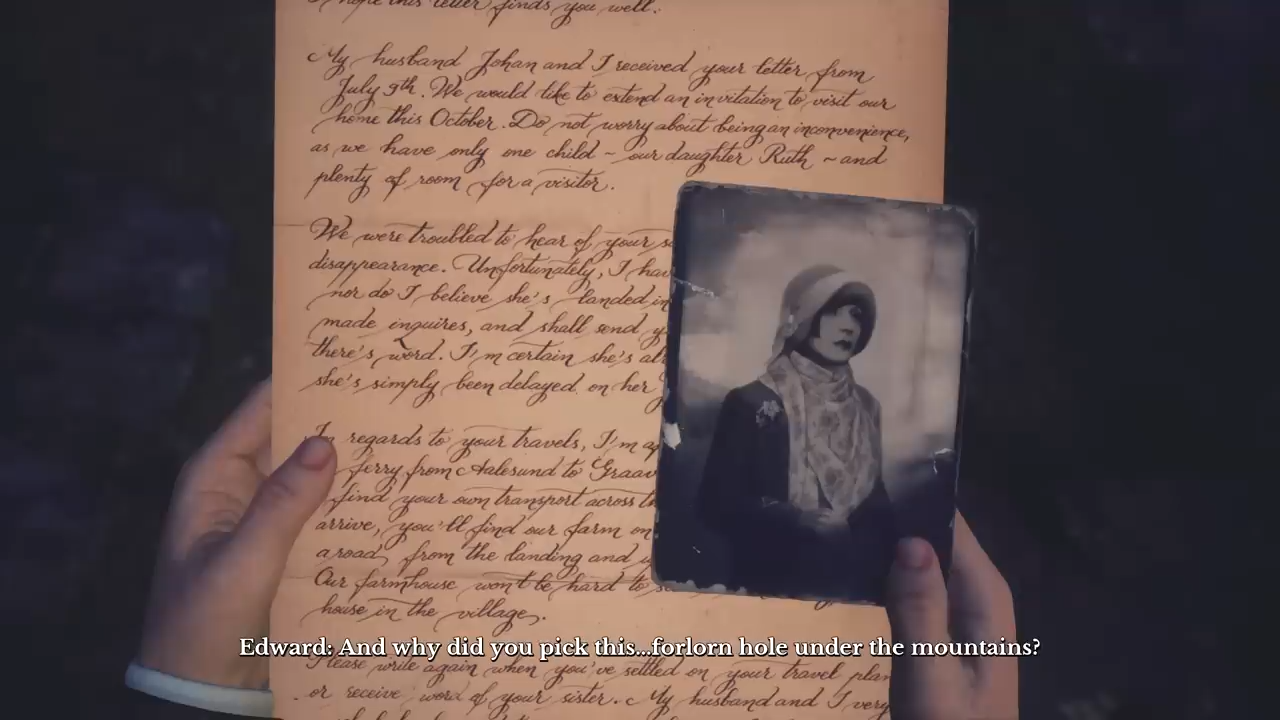 I hope this letter finds you well.
My husband Johan and I received your letter from
July 9th. We would like to extend an invitation to visit our
home this October. Do not worry about being an inconvenience,
as we have only one child ~ our daughter Ruth ~ and
plenty of room for a visitor.
We were troubled to hear of your
disappearance. Unfortunately, I
nor do I believe she's landed in
made inquires, and shall send
there's word. I'm certain she's
she's simply been delayed on her
In regards to your travels, I'm
ferry from Aalesund to
find your own transport across
arrive, you'll find our farm on
a road from the landing and
Our farmhouse won't be hard to
house in the village.
Edward: And why did you pick this...forlorn hole under the mountains?
Please write again when you've settled on your travel
or receive word of your sister. My husband and I very